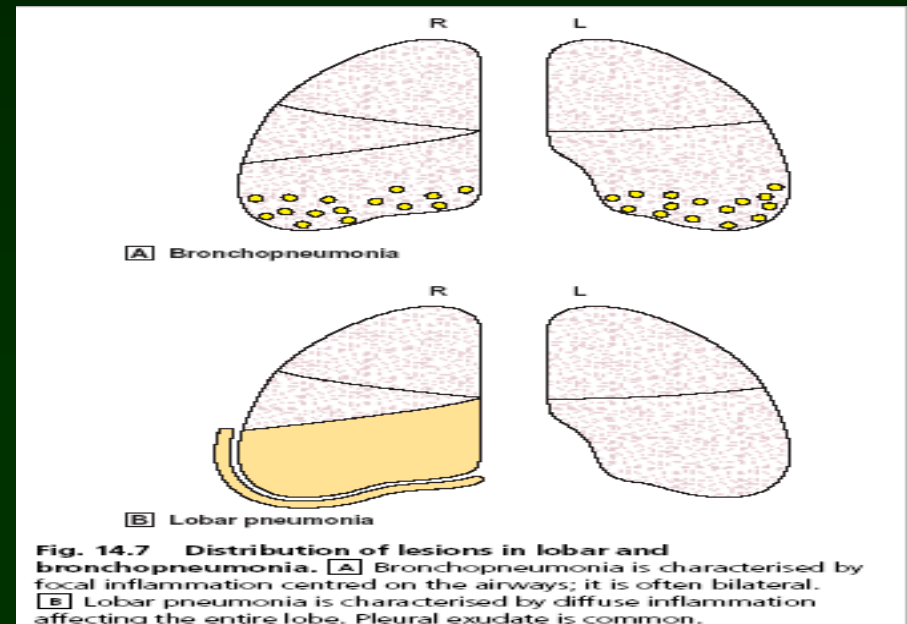 R L
A Bronchopneumonia
R L
B Lobar pneumonia
Fig. 14.7 Distribution of lesions in lobar and
bronchopneumonia. A Bronchopneumonia is characterised by
focal inflammation centred on the airways; it is often bilateral.
B Lobar pneumonia is characterised by diffuse inflammation
affecting the entire lobe. Pleural exudate is common.